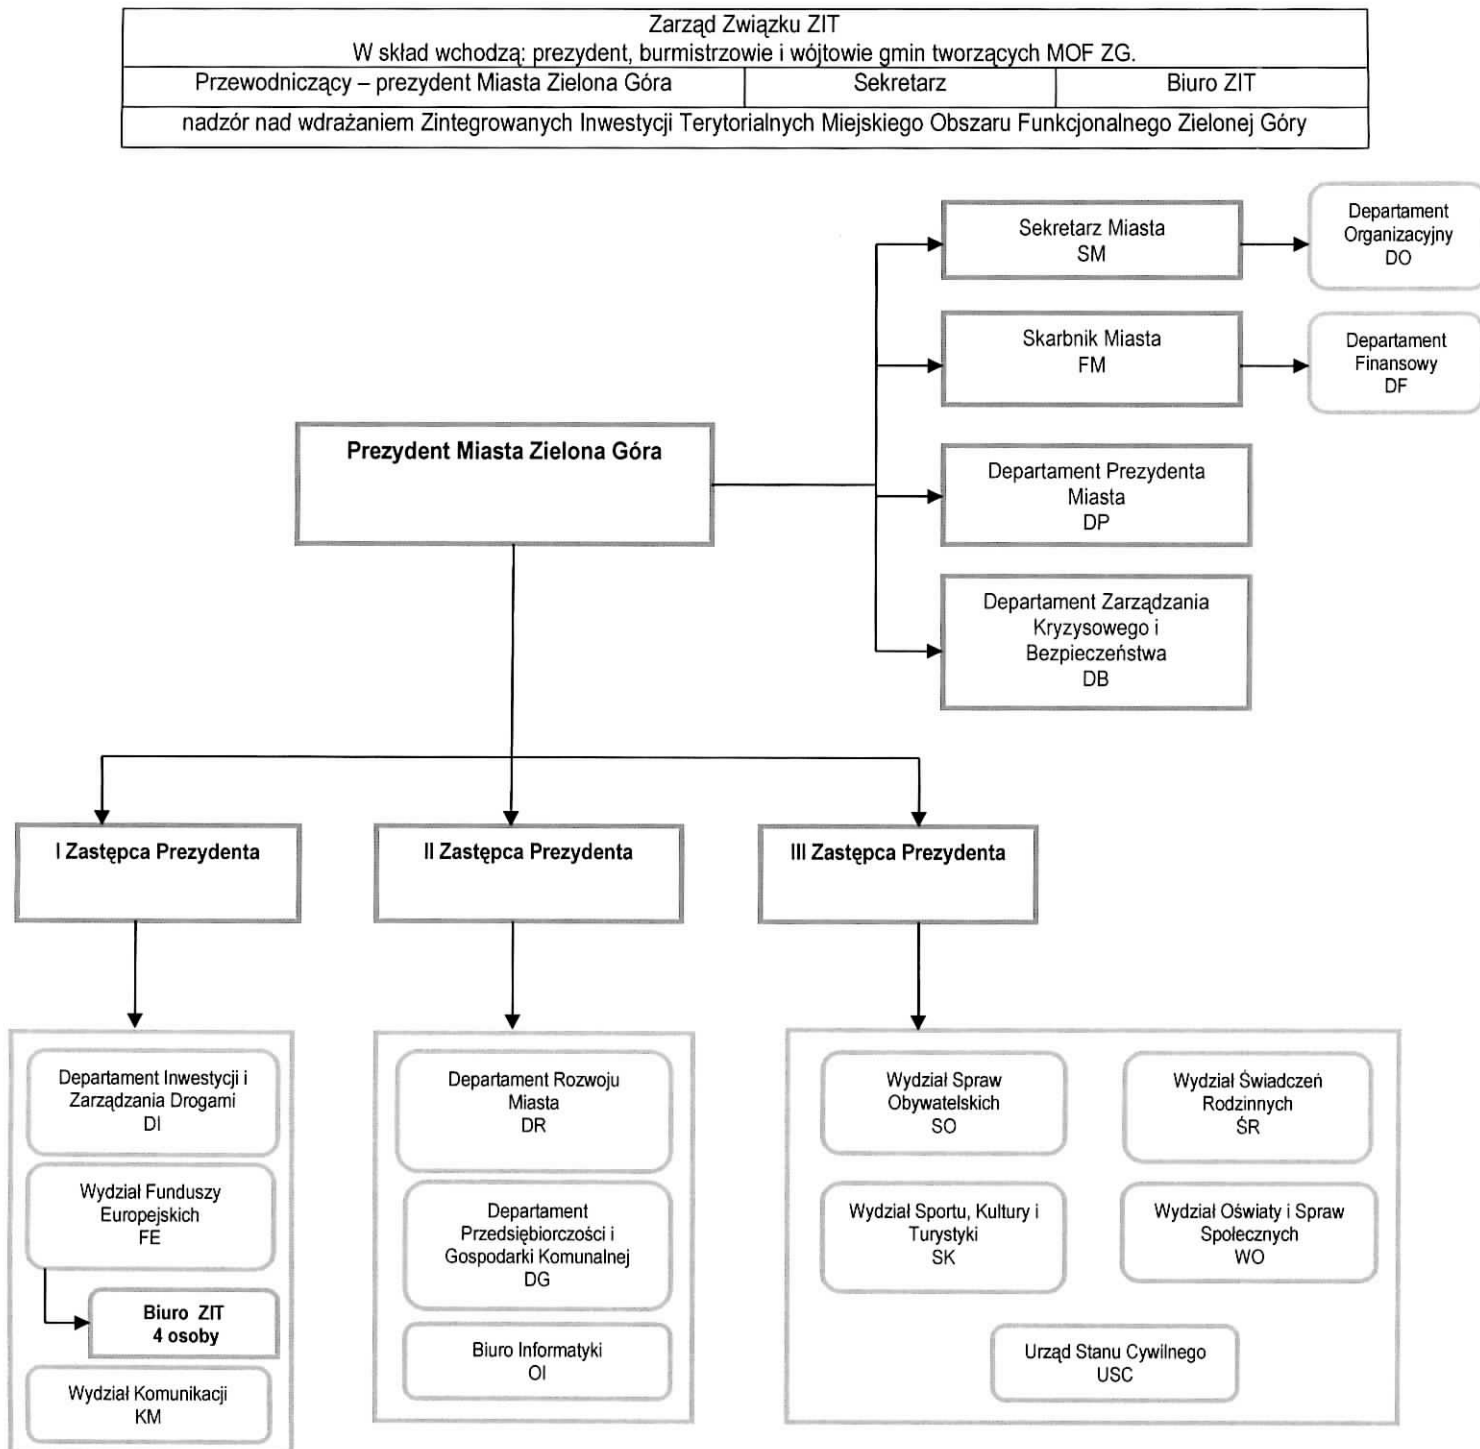 Zarząd Związku ZIT
W skład wchodzą: prezydent, burmistrzowie i wójtowie gmin tworzących MOF ZG.
Przewodniczący – prezydent Miasta Zielona Góra
Sekretarz
Biuro ZIT
nadzór nad wdrażaniem Zintegrowanych Inwestycji Terytorialnych Miejskiego Obszaru Funkcjonalnego Zielonej Góry
Sekretarz Miasta
SM
Departament
Organizacyjny
DO
Skarbnik Miasta
FM
Departament
Finansowy
DF
Prezydent Miasta Zielona Góra
Departament Prezydenta
Miasta
DP
Departament Zarządzania
Kryzysowego i
Bezpieczeństwa
DB
I Zastępca Prezydenta
II Zastępca Prezydenta
III Zastępca Prezydenta
Departament Inwestycji i
Zarządzania Drogami
DI
Wydział Funduszy
Europejskich
FE
Biuro ZIT
4 osoby
Wydział Komunikacji
KM
Departament Rozwoju
Miasta
DR
Departament
Przedsiębiorczości i
Gospodarki Komunalnej
DG
Biuro Informatyki
OI
Wydział Spraw
Obywatelskich
SO
Wydział Świadczeń
Rodzinnych
ŚR
Wydział Sportu, Kultury i
Turystyki
SK
Wydział Oświaty i Spraw
Społecznych
WO
Urząd Stanu Cywilnego
USC